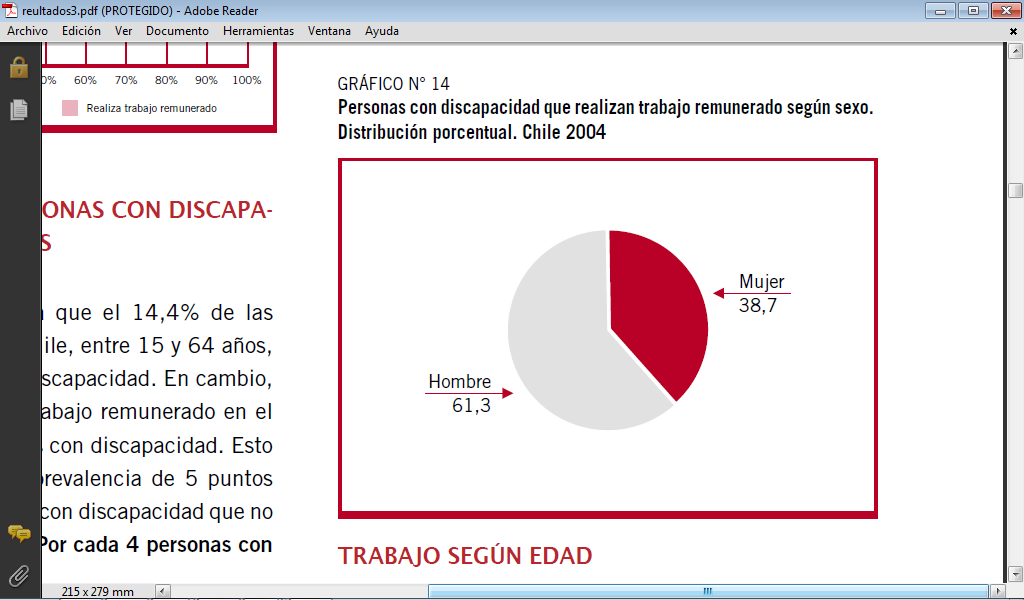 reultados3.pdf (PROTEGIDO) - Adobe Reader
Archivo Edición Ver Documento Herramientas Ventana Ayuda
0% 60% 70% 80% 90% 100%
Realiza trabajo remunerado
ONAS CON DISCAPA-
S
que el 14,4% de las
ile, entre 15 y 64 años,
scapacidad. En cambio,
abajo remunerado en el
con discapacidad. Esto
revalencia de 5 puntos
con discapacidad que no
Por cada 4 personas con
GRÁFICO N° 14
Personas con discapacidad que realizan trabajo remunerado según sexo.
Distribución porcentual. Chile 2004
Mujer
38,7
Hombre
61,3
TRABAJO SEGÚN EDAD
215 x 279 mm